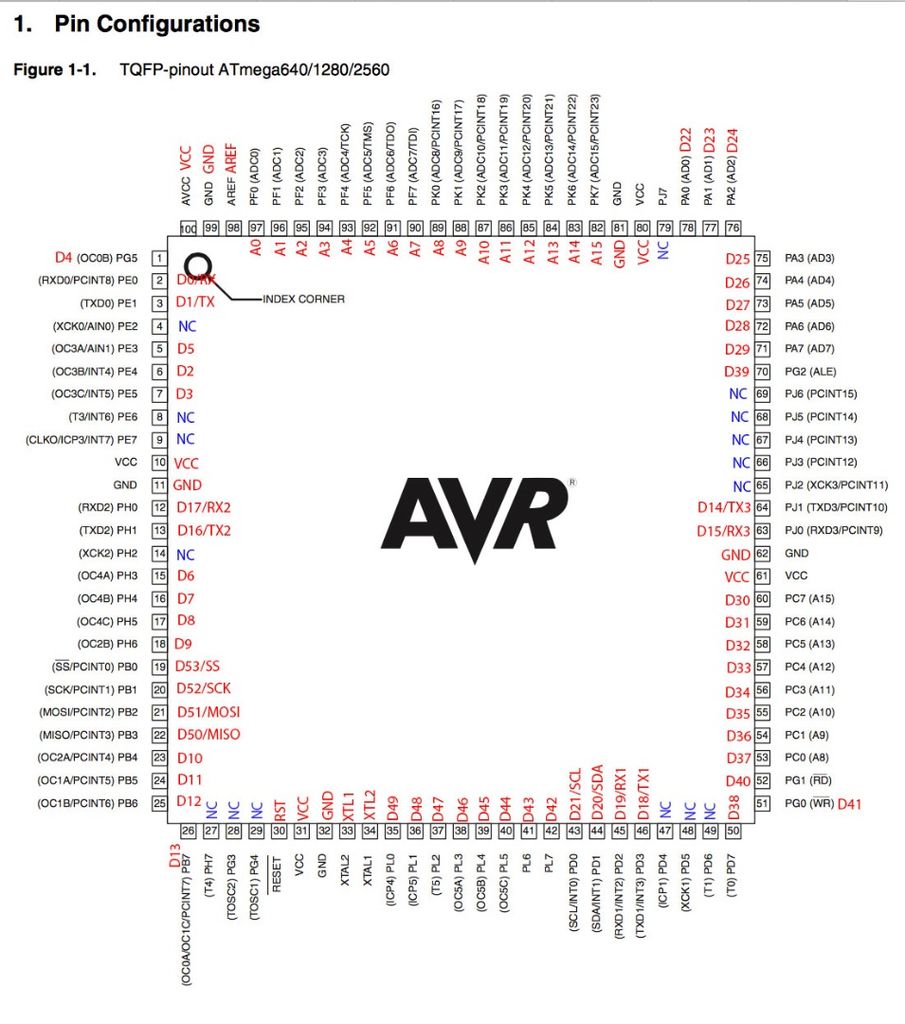 1. Pin Configurations
Figure 1-1. TQFP-pinout ATmega640/1280/2560
AVCC VCC
GND GND
AREF AREF
PF0 (ADC0)
PF1 (ADC1)
PF2 (ADC2)
PF3 (ADC3)
PF4 (ADC4/TCK)
PF5 (ADC5/TMS)
PF6 (ADC6/TDO)
PF7 (ADC7/TDI)
PK0 (ADC8/PCINT16)
PK1 (ADC9/PCINT17)
PK2 (ADC10/PCINT18)
PK3 (ADC11/PCINT19)
PK4 (ADC12/PCINT20)
PK5 (ADC13/PCINT21)
PK6 (ADC14/PCINT22)
PK7 (ADC15/PCINT23)
GND
VCC
PJ7
PA0 (AD0) D22
PA1 (AD1) D23
PA2 (AD2) D24
100 99 98 97 96 95 94 93 92 91 90 89 88 87 86 85 84 83 82 81 80 79 78 77 76
A0 A1 A2 A3 A4 A5 A6 A7 A8 A9 A10 A11 A12 A13 A14 A15 GND VCC NC
D4 (OC0B) PG5 1
(RXD0/PCINT8) PE0 2 D0/RX
(TXD0) PE1 3 D1/TX
INDEX CORNER
(XCK0/AIN0) PE2 4 NC
(OC3A/AIN1) PE3 5 D5
(OC3B/INT4) PE4 6 D2
(OC3C/INT5) PE5 7 D3
(T3/INT6) PE6 8 NC
(CLKO/ICP3/INT7) PE7 9 NC
VCC 10 VCC
GND 11 GND
(RXD2) PH0 12 D17/RX2
(TXD2) PH1 13 D16/TX2
(XCK2) PH2 14 NC
(OC4A) PH3 15 D6
(OC4B) PH4 16 D7
(OC4C) PH5 17 D8
(OC2B) PH6 18 D9
(SS/PCINT0) PB0 19 D53/SS
(SCK/PCINT1) PB1 20 D52/SCK
(MOSI/PCINT2) PB2 21 D51/MOSI
(MISO/PCINT3) PB3 22 D50/MISO
(OC2A/PCINT4) PB4 23 D10
(OC1A/PCINT5) PB5 24 D11
(OC1B/PCINT6) PB6 25 D12
AVR®
D25 75 PA3 (AD3)
D26 74 PA4 (AD4)
D27 73 PA5 (AD5)
D28 72 PA6 (AD6)
D29 71 PA7 (AD7)
D39 70 PG2 (ALE)
NC 69 PJ6 (PCINT15)
NC 68 PJ5 (PCINT14)
NC 67 PJ4 (PCINT13)
NC 66 PJ3 (PCINT12)
NC 65 PJ2 (XCK3/PCINT11)
D14/TX3 64 PJ1 (TXD3/PCINT10)
D15/RX3 63 PJ0 (RXD3/PCINT9)
GND 62 GND
VCC 61 VCC
D30 60 PC7 (A15)
D31 59 PC6 (A14)
D32 58 PC5 (A13)
D33 57 PC4 (A12)
D34 56 PC3 (A11)
D35 55 PC2 (A10)
D36 54 PC1 (A9)
D37 53 PC0 (A8)
D40 52 PG1 (RD)
51 PG0 (WR) D41
NC NC NC RST VCC GND XTL1 XTL2 D49 D48 D47 D46 D45 D44 D43 D42 D21/SCL D20/SDA D19/RX1 D18/TX1 NC NC NC D38
26 27 28 29 30 31 32 33 34 35 36 37 38 39 40 41 42 43 44 45 46 47 48 49 50
D13
(OC0A/OC1C/PCINT7) PB7
(T4) PH7
(TOSC2) PG3
(TOSC1) PG4
RESET
VCC
GND
XTAL2
XTAL1
(ICP4) PL0
(ICP5) PL1
(T5) PL2
(OC5A) PL3
(OC5B) PL4
(OC5C) PL5
PL6
PL7
(SCL/INT0) PD0
(SDA/INT1) PD1
(RXD1/INT2) PD2
(TXD1/INT3) PD3
(ICP1) PD4
(XCK1) PD5
(T1) PD6
(T0) PD7